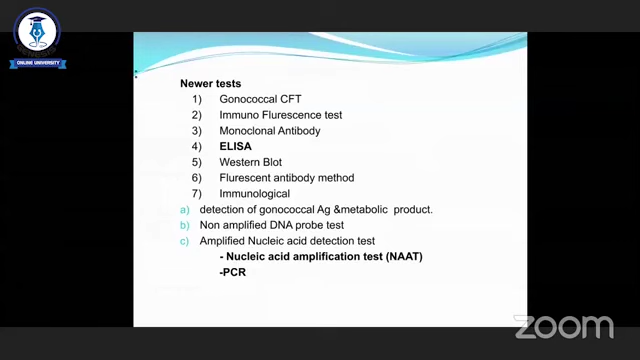 ONLINE UNIVERSITY
Newer tests
1) Gonococcal CFT
2) Immuno Flurescence test
3) Monoclonal Antibody
4) ELISA
5) Western Blot
6) Flurescent antibody method
7) Immunological
a) detection of gonococcal Ag &metabolic product.
b) Non amplified DNA probe test
c) Amplified Nucleic acid detection test
- Nucleic acid amplification test (NAAT)
-PCR
zoom